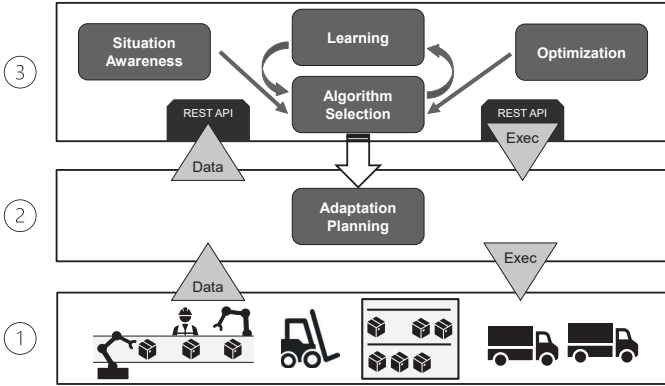 3
Situation
Awareness
Learning
Optimization
Algorithm
Selection
REST API
REST API
Data
Exec
2
Adaptation
Planning
Data
Exec
1